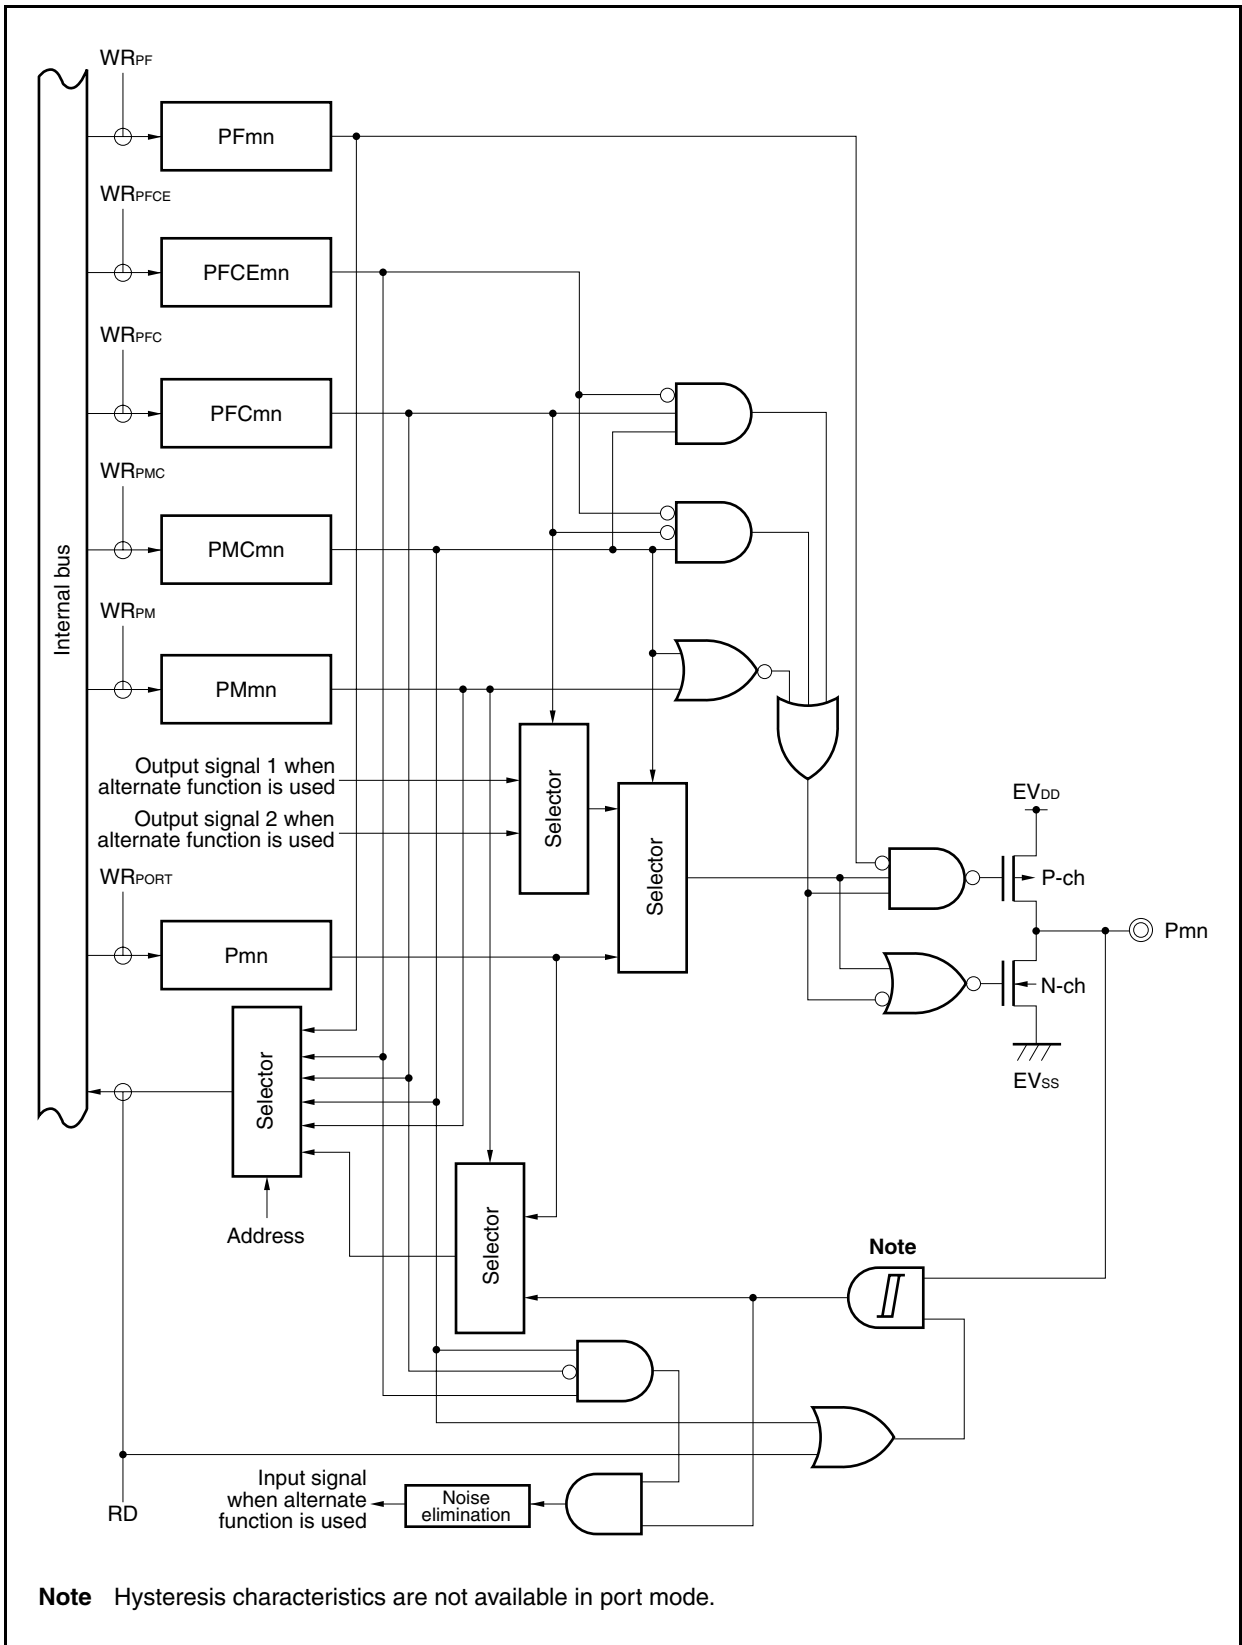 WRPF
PFmn
WRPFCE
PFCEmn
WRPFC
PFCmn
WRPMC
PMCmn
Internal bus
WRPM
PMmn
Output signal 1 when
alternate function is used
Output signal 2 when
alternate function is used
Selector
Selector
EVDD
P-ch
WRPORT
Pmn
Pmn
N-ch
EVSS
Selector
Address
Selector
Note
Input signal
when alternate
function is used
Noise
elimination
RD
Note Hysteresis characteristics are not available in port mode.